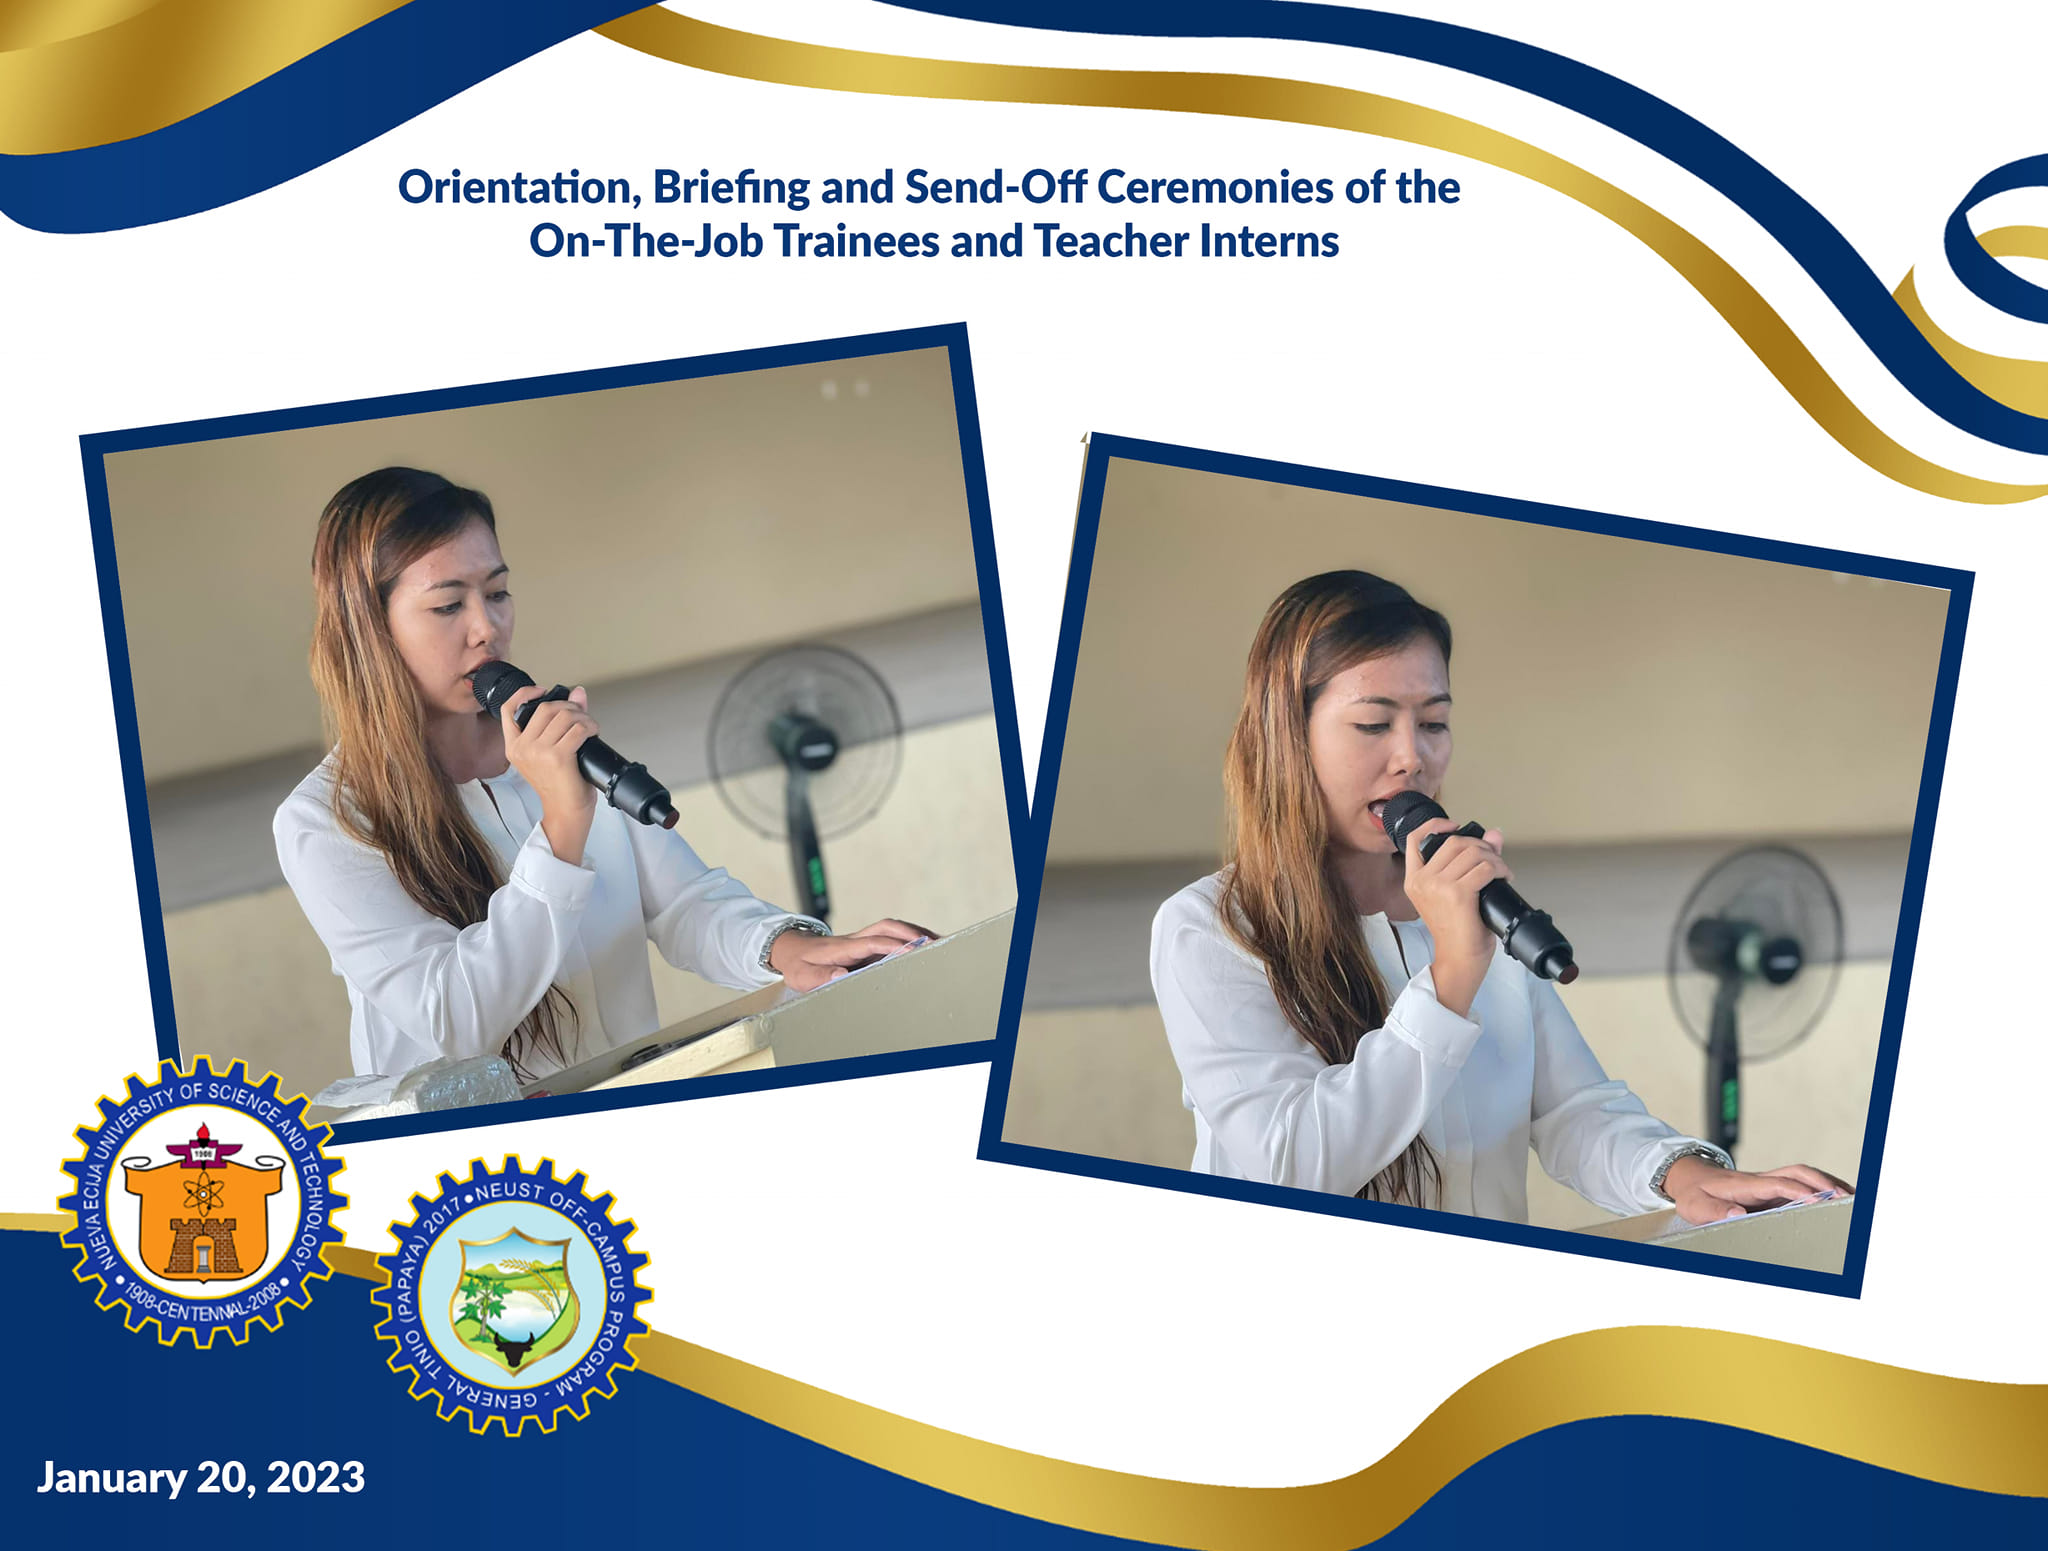 Orientation, Briefing and Send-Off Ceremonies of the
On-The-Job Trainees and Teacher Interns
NUEVA ECIJA UNIVERSITY OF SCIENCE AND TECHNOLOGY
1908
1908-CENTENNIAL-2008
NEUST OFF-CAMPUS PROGRAM - GENERAL TINIO (PAPAYA) 2017
January 20, 2023